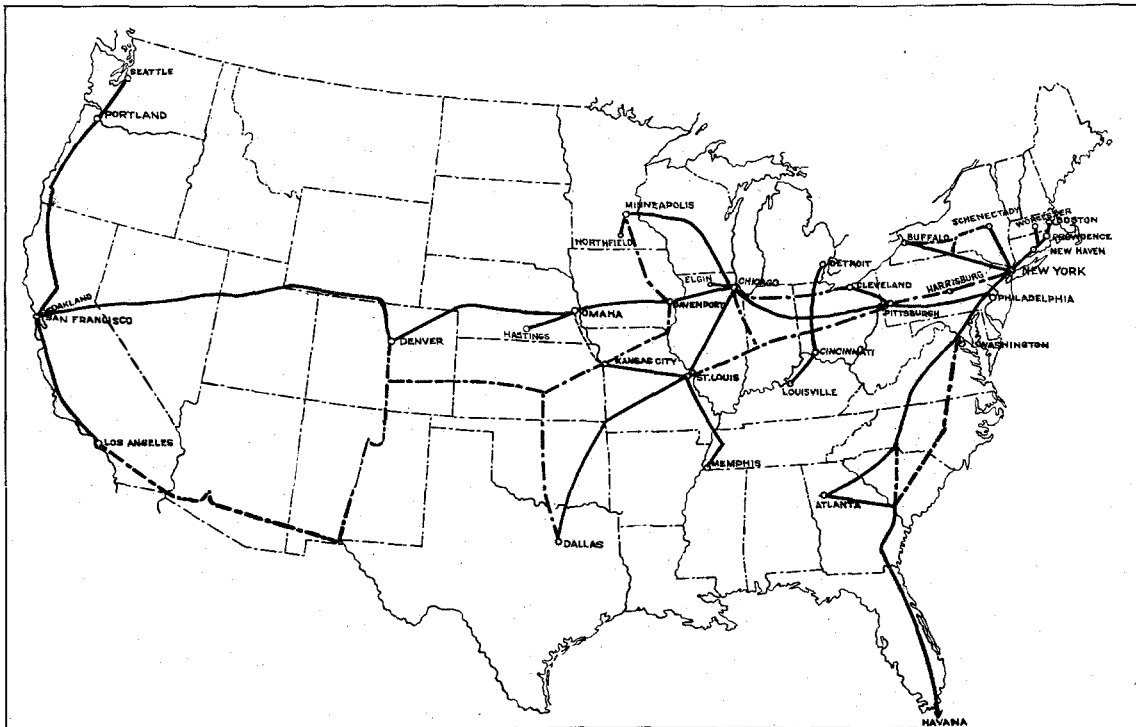 SEATTLE
PORTLAND
MINNEAPOLIS
NORTHFIELD
SCHENECTADY
WORCESTER
BOSTON
BUFFALO
PROVIDENCE
NEW HAVEN
DETROIT
NEW YORK
ELGIN
CHICAGO
CLEVELAND
HARRISBURG
PHILADELPHIA
OAKLAND
SAN FRANCISCO
DAVENPORT
PITTSBURGH
OMAHA
HASTINGS
DENVER
WASHINGTON
CINCINNATI
KANSAS CITY
ST. LOUIS
LOUISVILLE
LOS ANGELES
MEMPHIS
ATLANTA
DALLAS
HAVANA